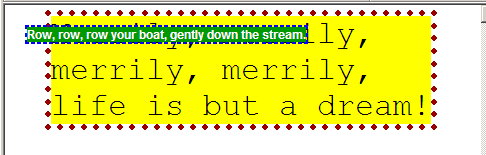 Row, row, row your boat, gently down the stream.
merrily, merrily,
life is but a dream!